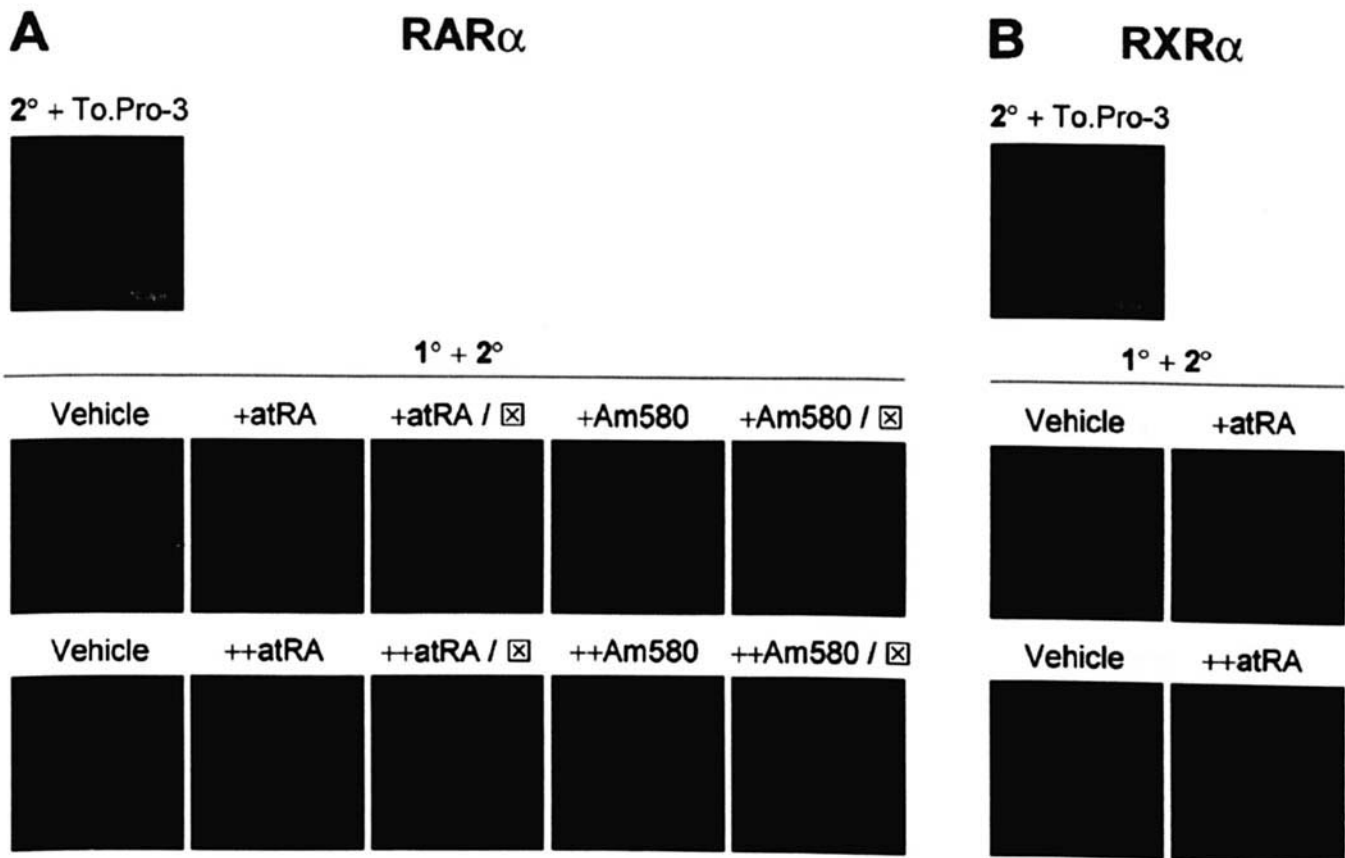 A RARα
2° + To.Pro-3
1° + 2°
Vehicle +atRA +atRA / ☒ +Am580 +Am580 / ☒
Vehicle ++atRA ++atRA / ☒ ++Am580 ++Am580 / ☒
B RXRα
2° + To.Pro-3
1° + 2°
Vehicle +atRA
Vehicle ++atRA